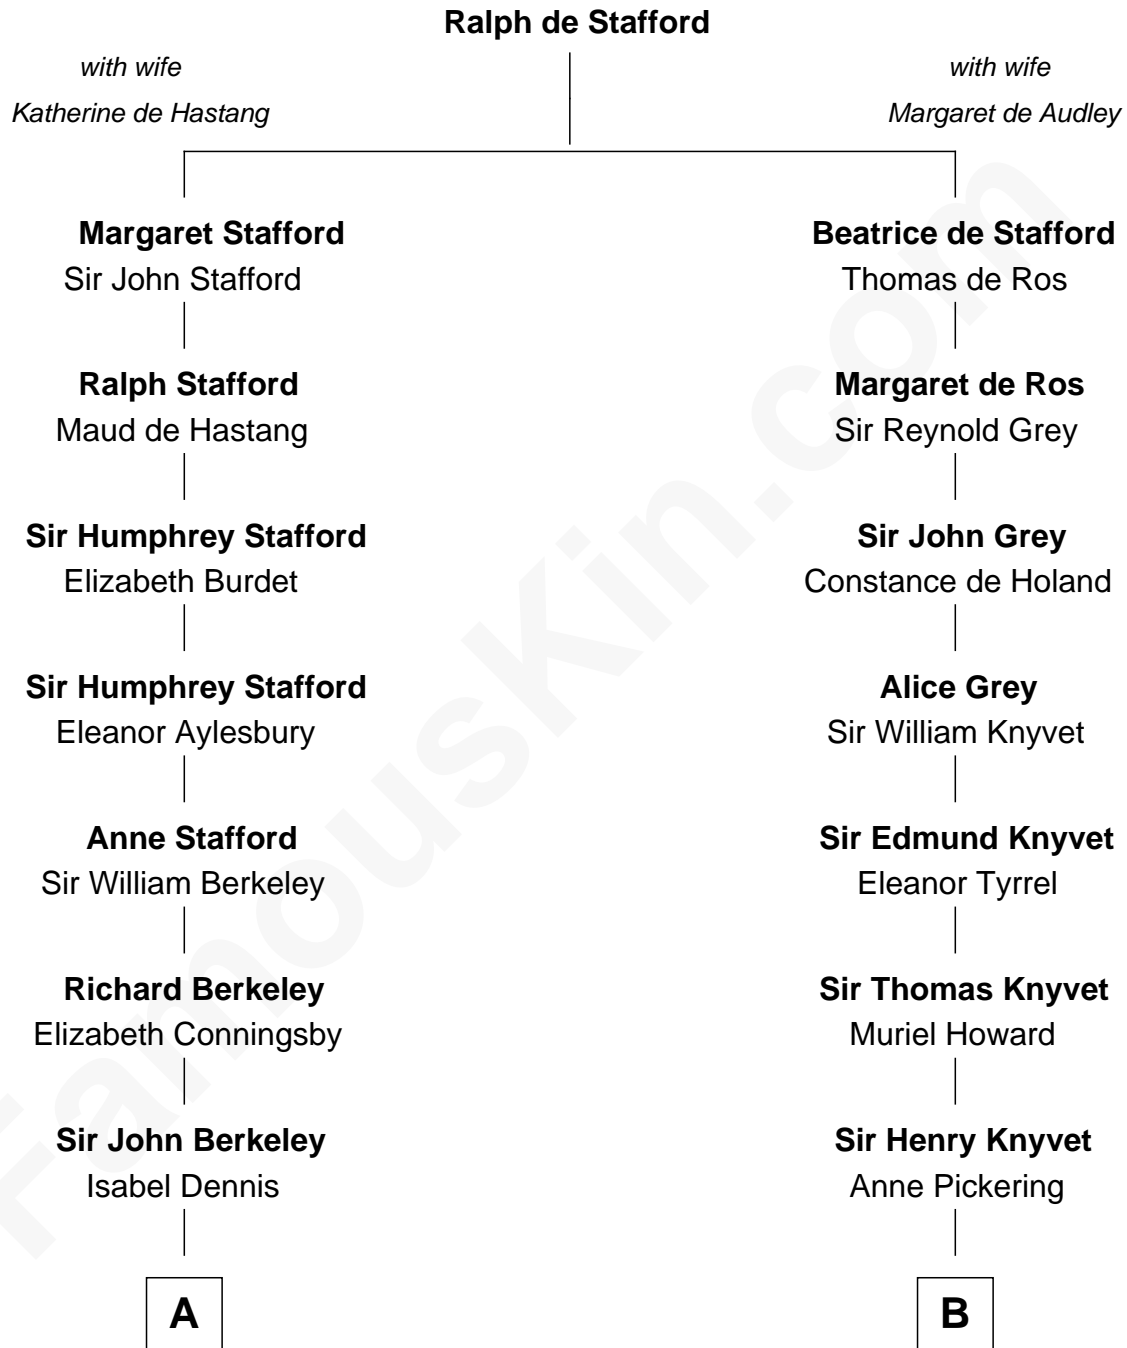 Ralph de Stafford
with wife
Katherine de Hastang
with wife
Margaret de Audley
Margaret Stafford
Sir John Stafford
Beatrice de Stafford
Thomas de Ros
Ralph Stafford
Maud de Hastang
Margaret de Ros
Sir Reynold Grey
Sir Humphrey Stafford
Elizabeth Burdet
Sir John Grey
Constance de Holand
Sir Humphrey Stafford
Eleanor Aylesbury
Alice Grey
Sir William Knyvet
Anne Stafford
Sir William Berkeley
Sir Edmund Knyvet
Eleanor Tyrrel
Richard Berkeley
Elizabeth Conningsby
Sir Thomas Knyvet
Muriel Howard
Sir John Berkeley
Isabel Dennis
Sir Henry Knyvet
Anne Pickering
A
B
FamousKin.com